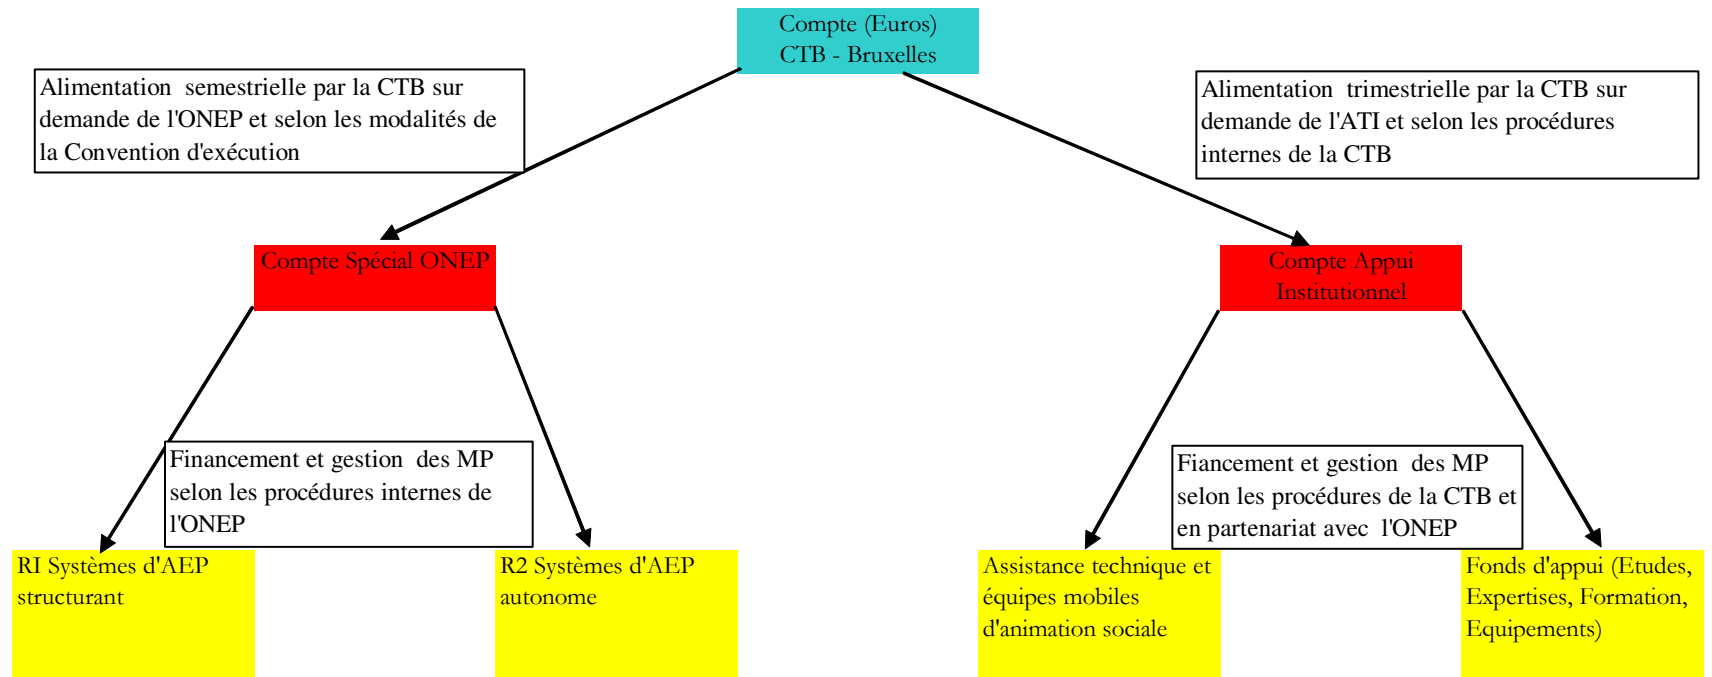 Compte (Euros)
CTB - Bruxelles
Alimentation  semestrielle par la CTB sur
demande de l'ONEP et selon les modalités de
la Convention d'exécution
Alimentation  trimestrielle par la CTB sur
demande de l'ATI et selon les procédures
internes de la CTB
Compte Spécial ONEP
Compte Appui
Institutionnel
Financement et gestion  des MP
selon les procédures internes de
l'ONEP
Fiancement et gestion  des MP
selon les procédures de la CTB et
en partenariat avec  l'ONEP
RI Systèmes d'AEP
structurant
R2 Systèmes d'AEP
autonome
Assistance technique et
équipes mobiles
d'animation sociale
Fonds d'appui (Etudes,
Expertises, Formation,
Equipements)